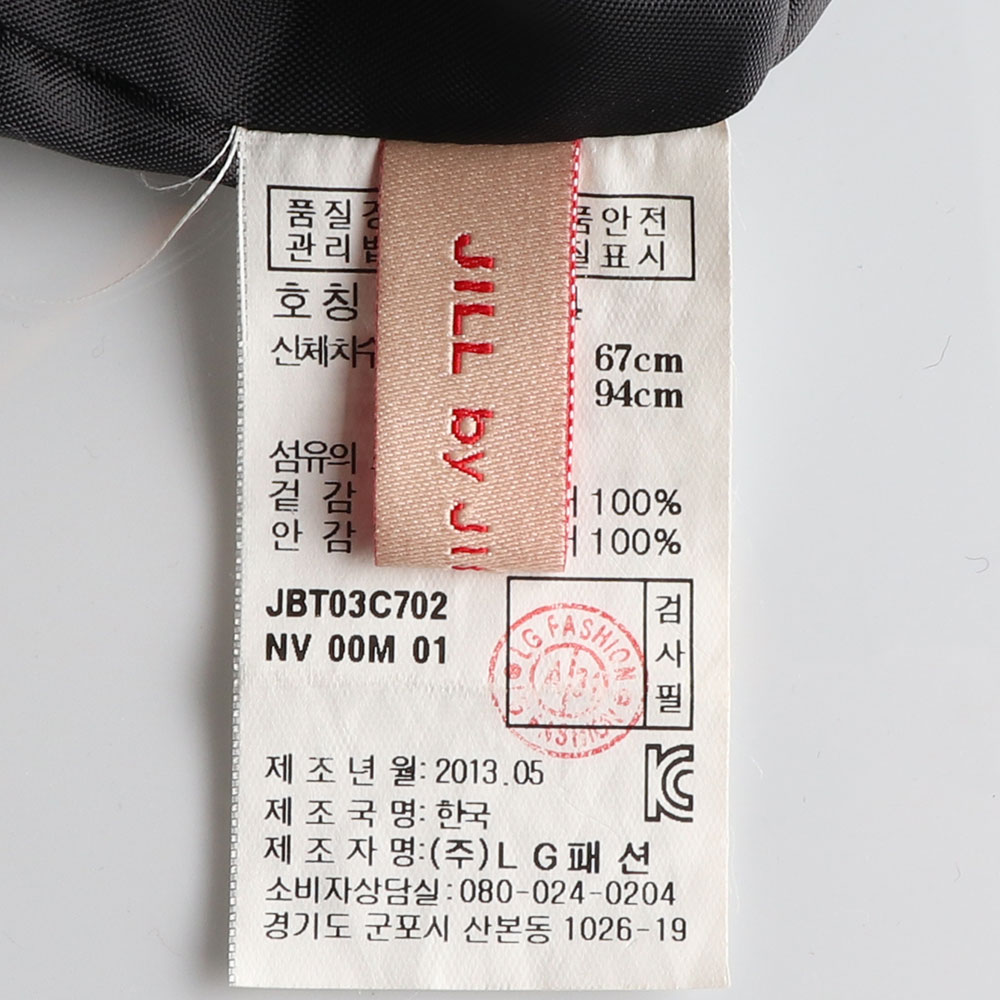 품질경
관리법
품안전
질표시
호칭
신체치수
67cm
94cm
JILL by JI
섬유의
겉감
100%
안감
100%
JBT03C702
NV 00M 01
LG FASHION
검사필
제조년월: 2013.05
제조국명: 한국
제조자명:(주)LG패션
소비자상담실:080-024-0204
경기도 군포시 산본동 1026-19